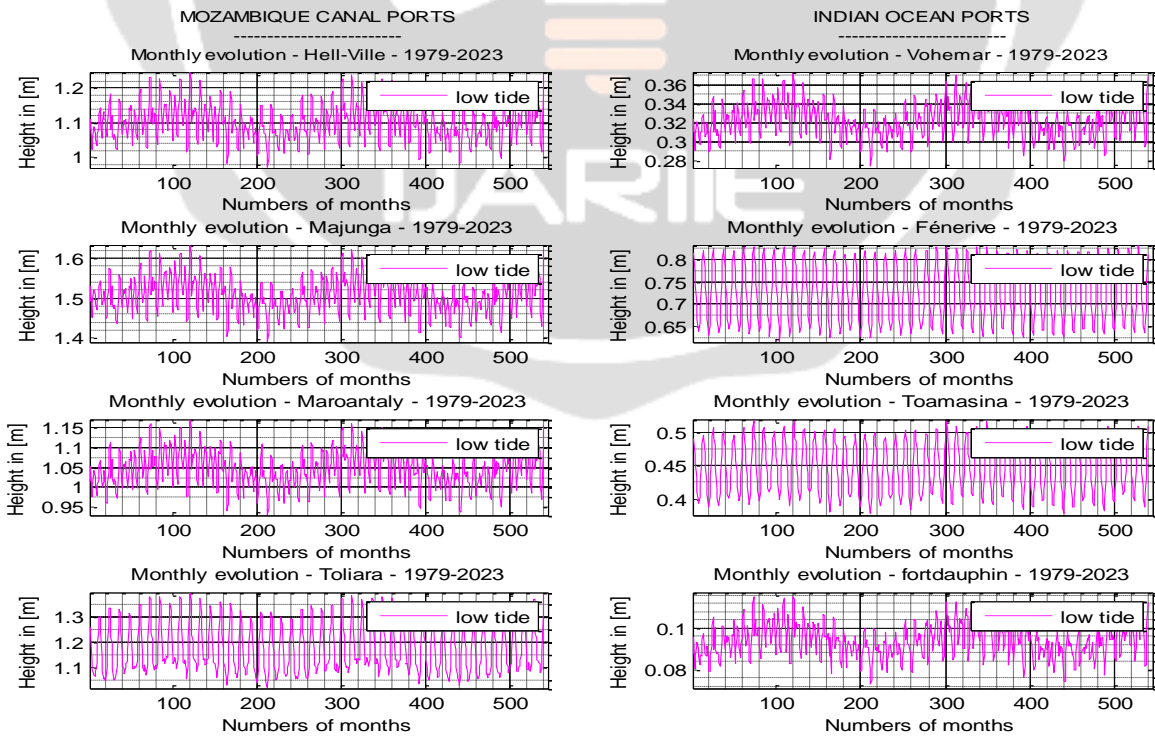 MOZAMBIQUE CANAL PORTS
-------------------------
Monthly evolution - Hell-Ville - 1979-2023
Height in [m]
1.2
1.1
1
low tide
100 200 300 400 500
Numbers of months
Monthly evolution - Majunga - 1979-2023
Height in [m]
1.6
1.5
1.4
low tide
100 200 300 400 500
Numbers of months
Monthly evolution - Maroantaly - 1979-2023
Height in [m]
1.15
1.1
1.05
1
0.95
low tide
100 200 300 400 500
Numbers of months
Monthly evolution - Toliara - 1979-2023
Height in [m]
1.3
1.2
1.1
low tide
100 200 300 400 500
Numbers of months
INDIAN OCEAN PORTS
-------------------------
Monthly evolution - Vohemar - 1979-2023
Height in [m]
0.36
0.34
0.32
0.3
0.28
low tide
100 200 300 400 500
Numbers of months
Monthly evolution - Fénerive - 1979-2023
Height in [m]
0.8
0.75
0.7
0.65
low tide
100 200 300 400 500
Numbers of months
Monthly evolution - Toamasina - 1979-2023
Height in [m]
0.5
0.45
0.4
low tide
100 200 300 400 500
Numbers of months
Monthly evolution - fortdauphin - 1979-2023
Height in [m]
0.1
0.08
low tide
100 200 300 400 500
Numbers of months
IJARIIE